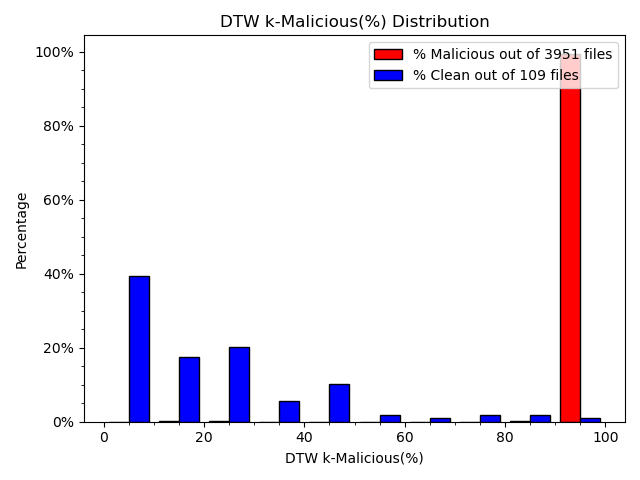 DTW k-Malicious(%) Distribution
% Malicious out of 3951 files
% Clean out of 109 files
100%
80%
60%
40%
20%
0%
Percentage
0 20 40 60 80 100
DTW k-Malicious(%)